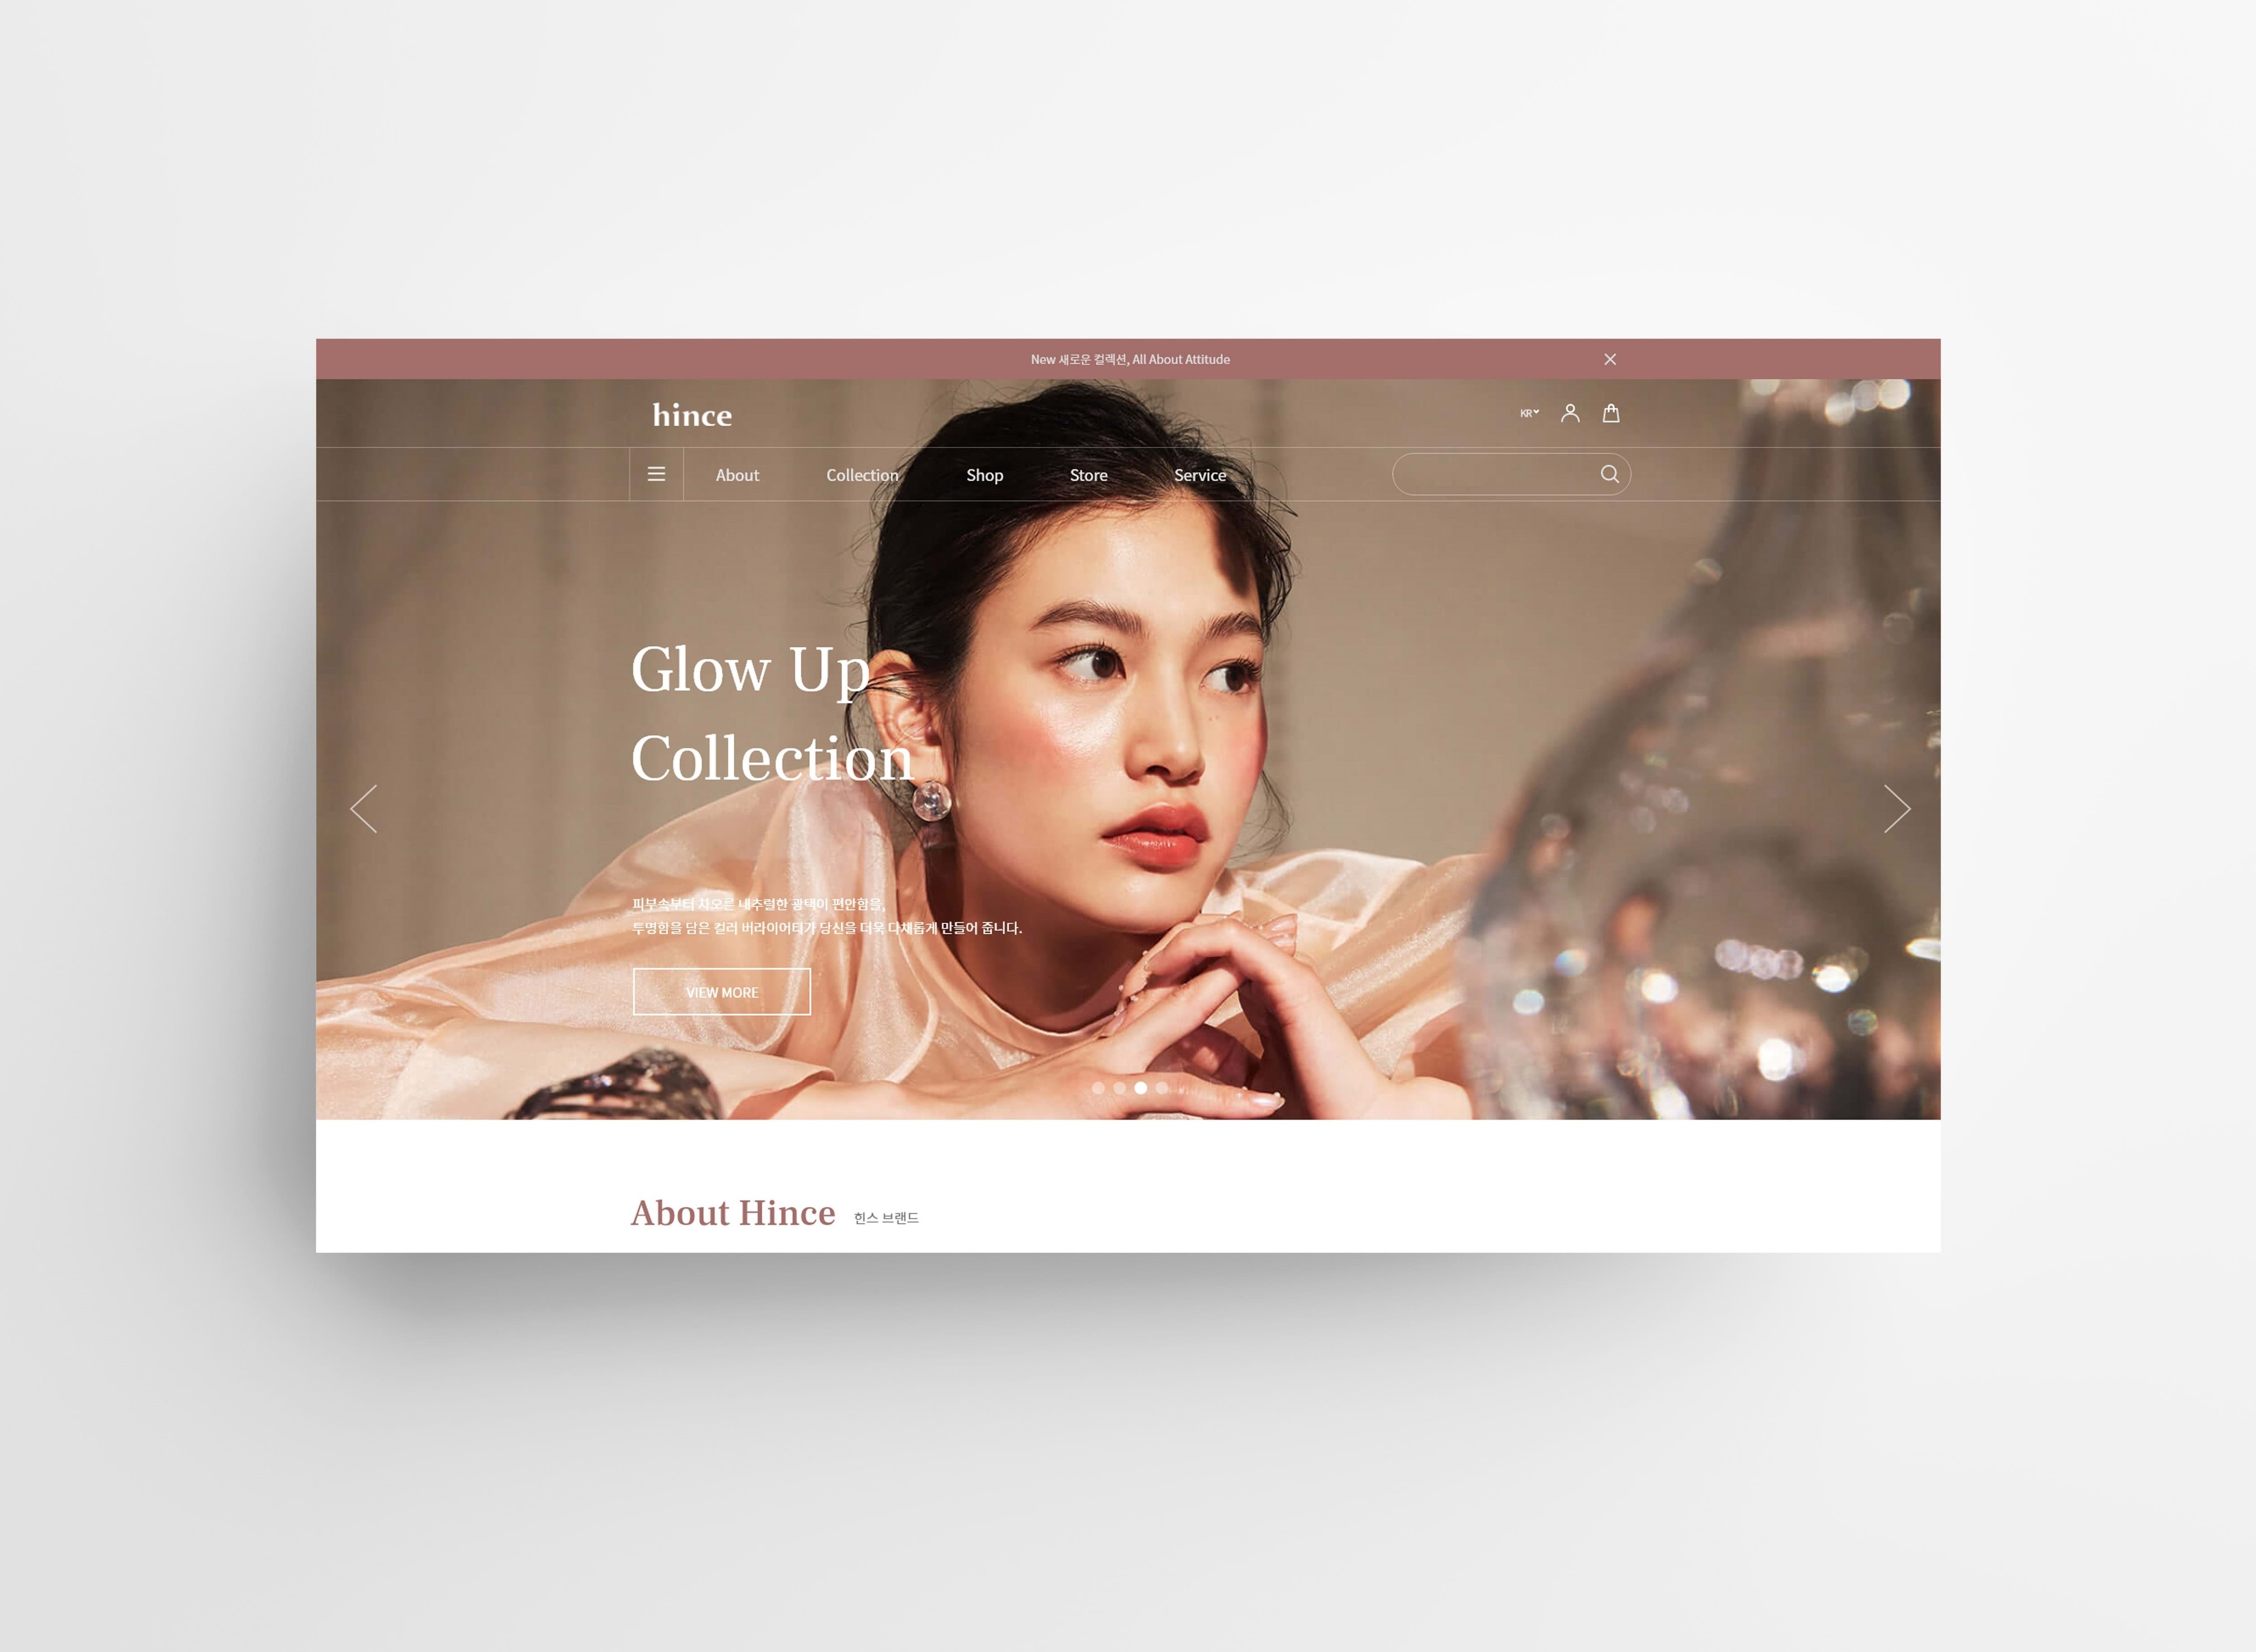 New 새로운 컬렉션, All About Attitude
hince
KR
About Collection Shop Store Service
Glow Up
Collection
피부속부터 차오른 내추럴한 광택이 편안함을,
투명함을 담은 컬러 버라이어티가 당신을 더욱 다채롭게 만들어 줍니다.
VIEW MORE
About Hince 힌스 브랜드